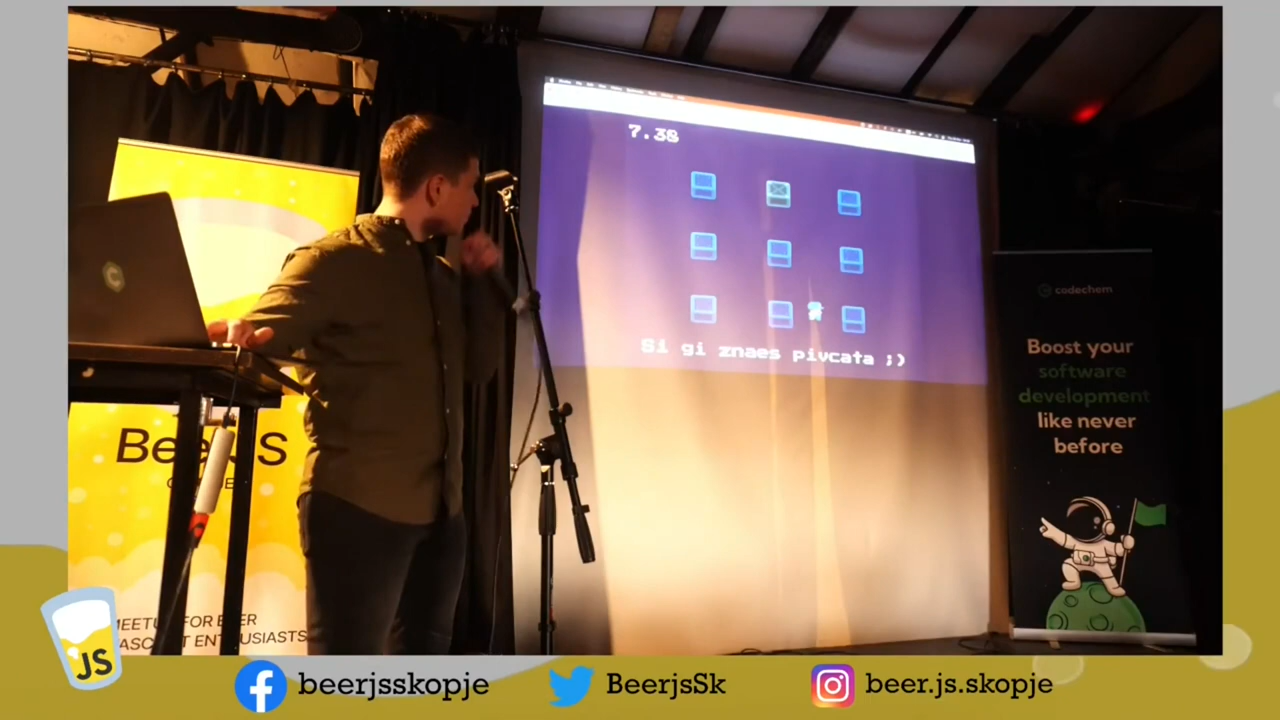 7.38
Si gi znaes pivcata ;)
codechem
Boost your
software
development
like never
before
JS
beerjsskopje
BeerjsSk
beer.js.skopje